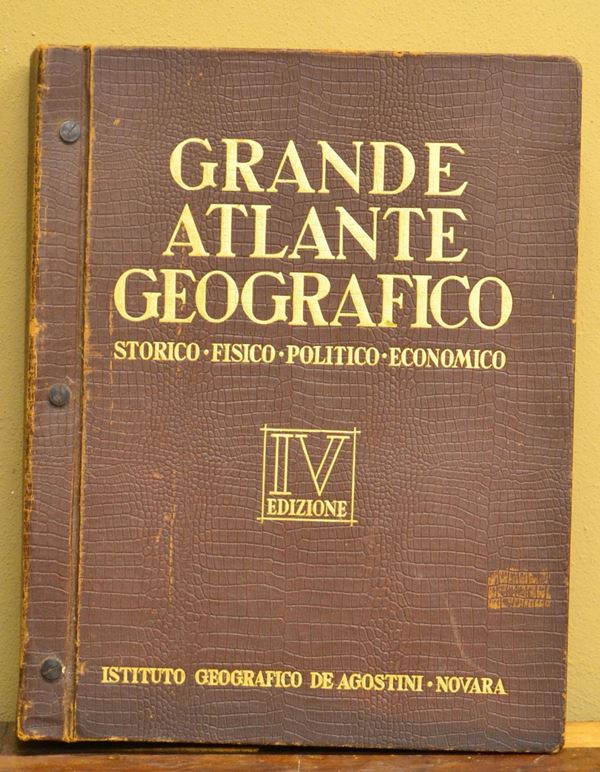 GRANDE
ATLANTE
GEOGRAFICO
STORICO·FISICO·POLITICO·ECONOMICO
IV
EDIZIONE
ISTITUTO GEOGRAFICO DE AGOSTINI·NOVARA